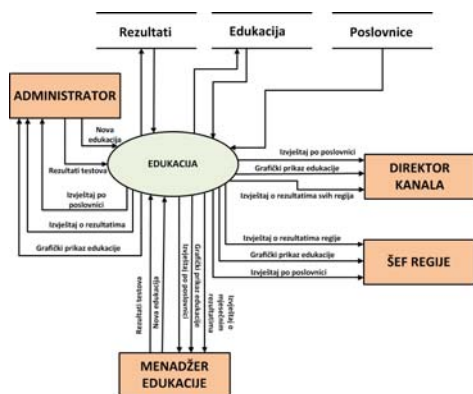 Rezultati
Edukacija
Poslovnice
ADMINISTRATOR
Nova
edukacija
Rezultati testova
EDUKACIJA
Izvještaj po
poslovnici
Izvještaj o rezultatima
Grafički prikaz edukacije
Izvještaj po poslovnici
Grafički prikaz edukacije
Izvještaj o rezultatima svih regija
DIREKTOR
KANALA
Izvještaj o rezultatima regije
Grafički prikaz edukacije
Izvještaj po poslovnici
ŠEF REGIJE
Rezultati testova
Nova edukacija
Izvještaj po poslovnici
Grafički prikaz edukacije
Izvještaj o
mjesečnim
rezultatima
MENADŽER
EDUKACIJE